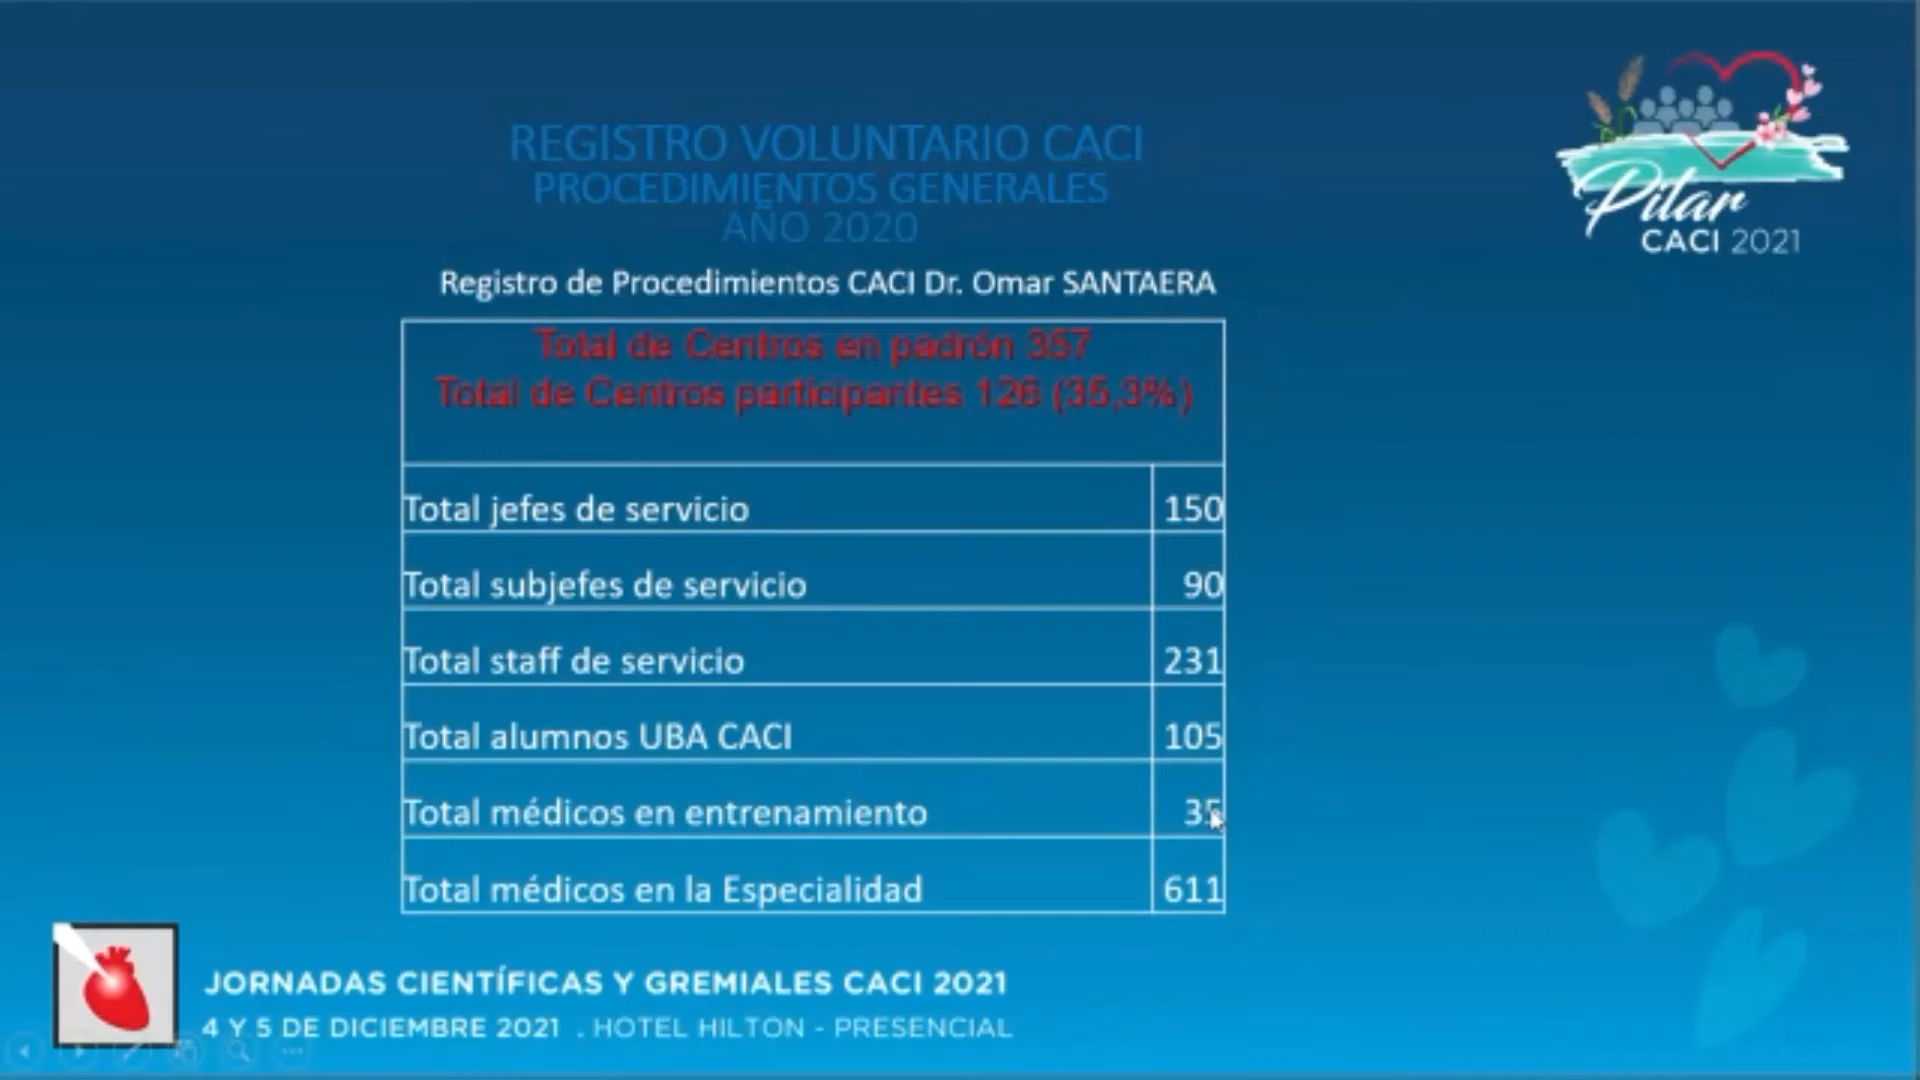 REGISTRO VOLUNTARIO CACI
PROCEDIMIENTOS GENERALES
AÑO 2020
Pilar
CACI 2021
Registro de Procedimientos CACI Dr. Omar SANTAERA
Total de Centros en padrón 357
Total de Centros participantes 126 (35,3%)
Total jefes de servicio 150
Total subjefes de servicio 90
Total staff de servicio 231
Total alumnos UBA CACI 105
Total médicos en entrenamiento 35
Total médicos en la Especialidad 611
JORNADAS CIENTÍFICAS Y GREMIALES CACI 2021
4 Y 5 DE DICIEMBRE 2021 . HOTEL HILTON - PRESENCIAL